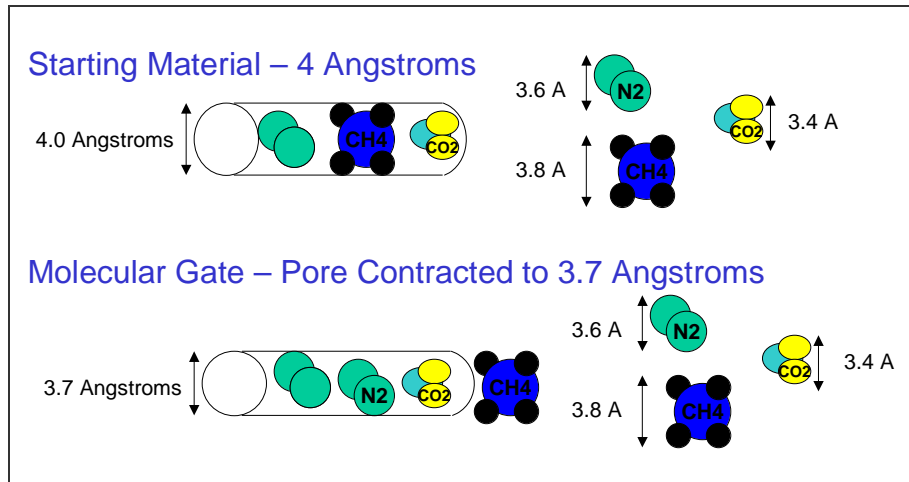 Starting Material – 4 Angstroms
4.0 Angstroms
CH4
CO2
3.6 A
N2
CO2
3.4 A
3.8 A
CH4
Molecular Gate – Pore Contracted to 3.7 Angstroms
3.7 Angstroms
N2
CO2
CH4
3.6 A
N2
CO2
3.4 A
3.8 A
CH4